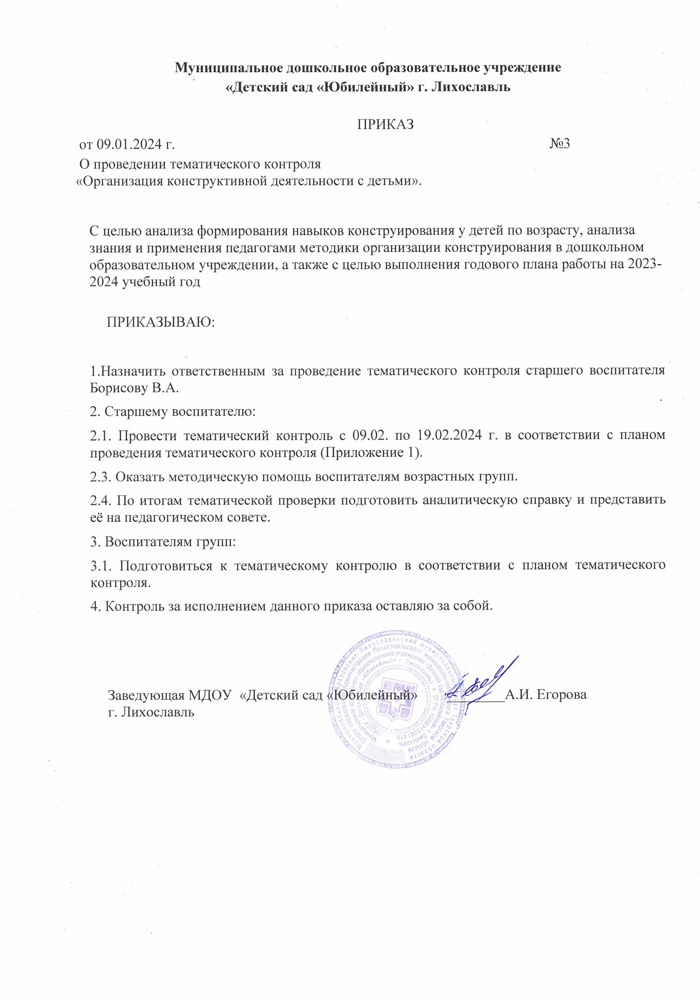 Муниципальное дошкольное образовательное учреждение
«Детский сад «Юбилейный» г. Лихославль
ПРИКАЗ
от 09.01.2024 г. №3
О проведении тематического контроля
«Организация конструктивной деятельности с детьми».
С целью анализа формирования навыков конструирования у детей по возрасту, анализа
знания и применения педагогами методики организации конструирования в дошкольном
образовательном учреждении, а также с целью выполнения годового плана работы на 2023-
2024 учебный год
ПРИКАЗЫВАЮ:
1.Назначить ответственным за проведение тематического контроля старшего воспитателя
Борисову В.А.
2. Старшему воспитателю:
2.1. Провести тематический контроль с 09.02. по 19.02.2024 г. в соответствии с планом
проведения тематического контроля (Приложение 1).
2.3. Оказать методическую помощь воспитателям возрастных групп.
2.4. По итогам тематической проверки подготовить аналитическую справку и представить
её на педагогическом совете.
3. Воспитателям групп:
3.1. Подготовиться к тематическому контролю в соответствии с планом тематического
контроля.
4. Контроль за исполнением данного приказа оставляю за собой.
Заведующая МДОУ «Детский сад «Юбилейный» ________А.И. Егорова
г. Лихославль
Муниципальное образование Лихославльский муниципальный округ Тверской области
Отдел образования Администрации Лихославльского муниципального округа Тверской области
Муниципальное дошкольное образовательное учреждение «Детский сад «Юбилейный» г. Лихославль
(МДОУ «Детский сад «Юбилейный» г. Лихославль) * ОГРН 1066915001416 *